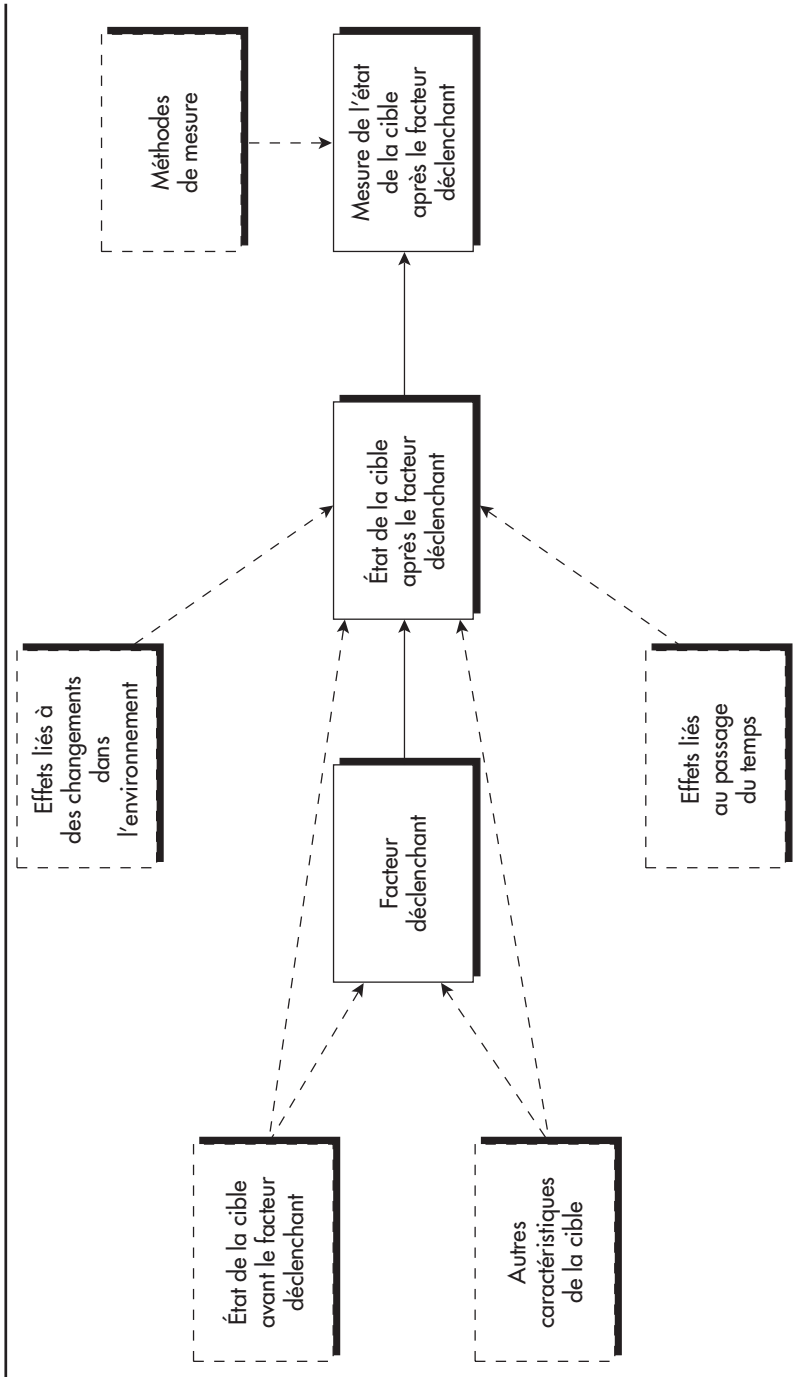 Effets liés à
des changements
dans
l'environnement
Méthodes
de mesure
État de la cible
avant le facteur
déclenchant
Facteur
déclenchant
État de la cible
après le facteur
déclenchant
Mesure de l'état
de la cible
après le facteur
déclenchant
Autres
caractéristiques
de la cible
Effets liés
au passage
du temps